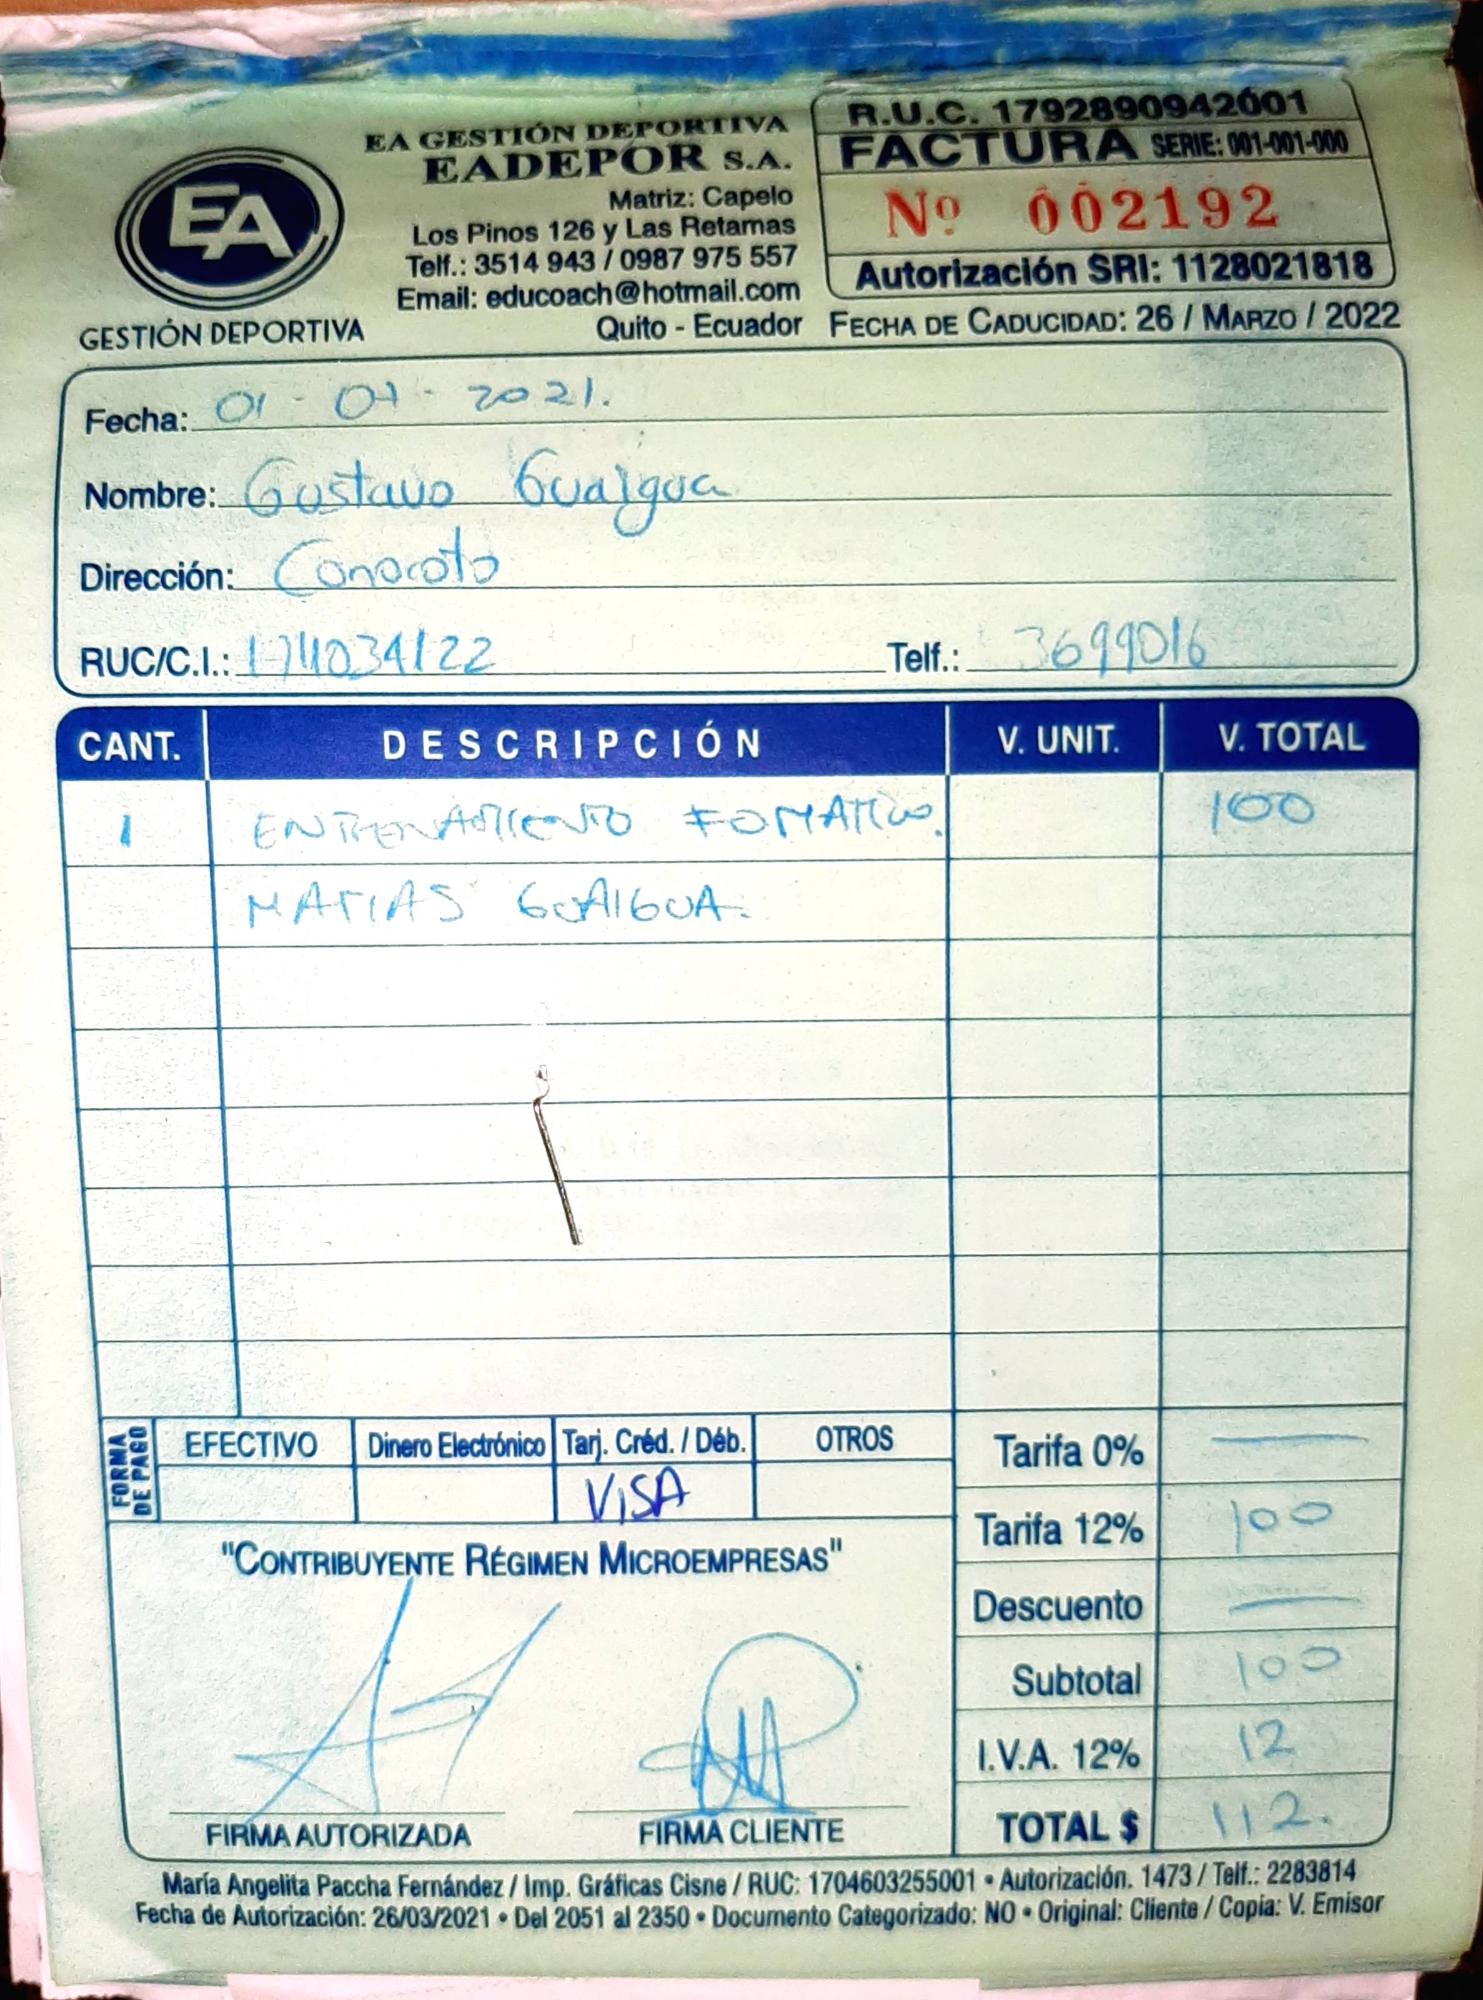 EA GESTIÓN DEPORTIVA
EADEPOR S.A.
Matriz: Capelo
Los Pinos 126 y Las Retamas
Telf.: 3514 943 / 0987 975 557
Email: educoach@hotmail.com
Quito - Ecuador
EA
GESTIÓN DEPORTIVA
R.U.C. 1792890942001
FACTURA SERIE: 001-001-000
Nº 002192
Autorización SRI: 1128021818
FECHA DE CADUCIDAD: 26 / MARZO / 2022
Fecha: 01 - 07 - 2021.
Nombre: Gustavo Guaigua
Dirección: Conocoto
RUC/C.I.: 1711034122 Telf.: 3699016
CANT. DESCRIPCIÓN V. UNIT. V. TOTAL
1 ENTRENAMIENTO FOMATIVO. 100
MATIAS GUAIGUA.
FORMA DE PAGO
EFECTIVO Dinero Electrónico Tarj. Créd. / Déb. OTROS
VISA
"CONTRIBUYENTE RÉGIMEN MICROEMPRESAS"
FIRMA AUTORIZADA FIRMA CLIENTE
Tarifa 0% —
Tarifa 12% 100
Descuento —
Subtotal 100
I.V.A. 12% 12
TOTAL $ 112.
María Angelita Paccha Fernández / Imp. Gráficas Cisne / RUC: 1704603255001 • Autorización. 1473 / Telf.: 2283814
Fecha de Autorización: 26/03/2021 • Del 2051 al 2350 • Documento Categorizado: NO • Original: Cliente / Copia: V. Emisor